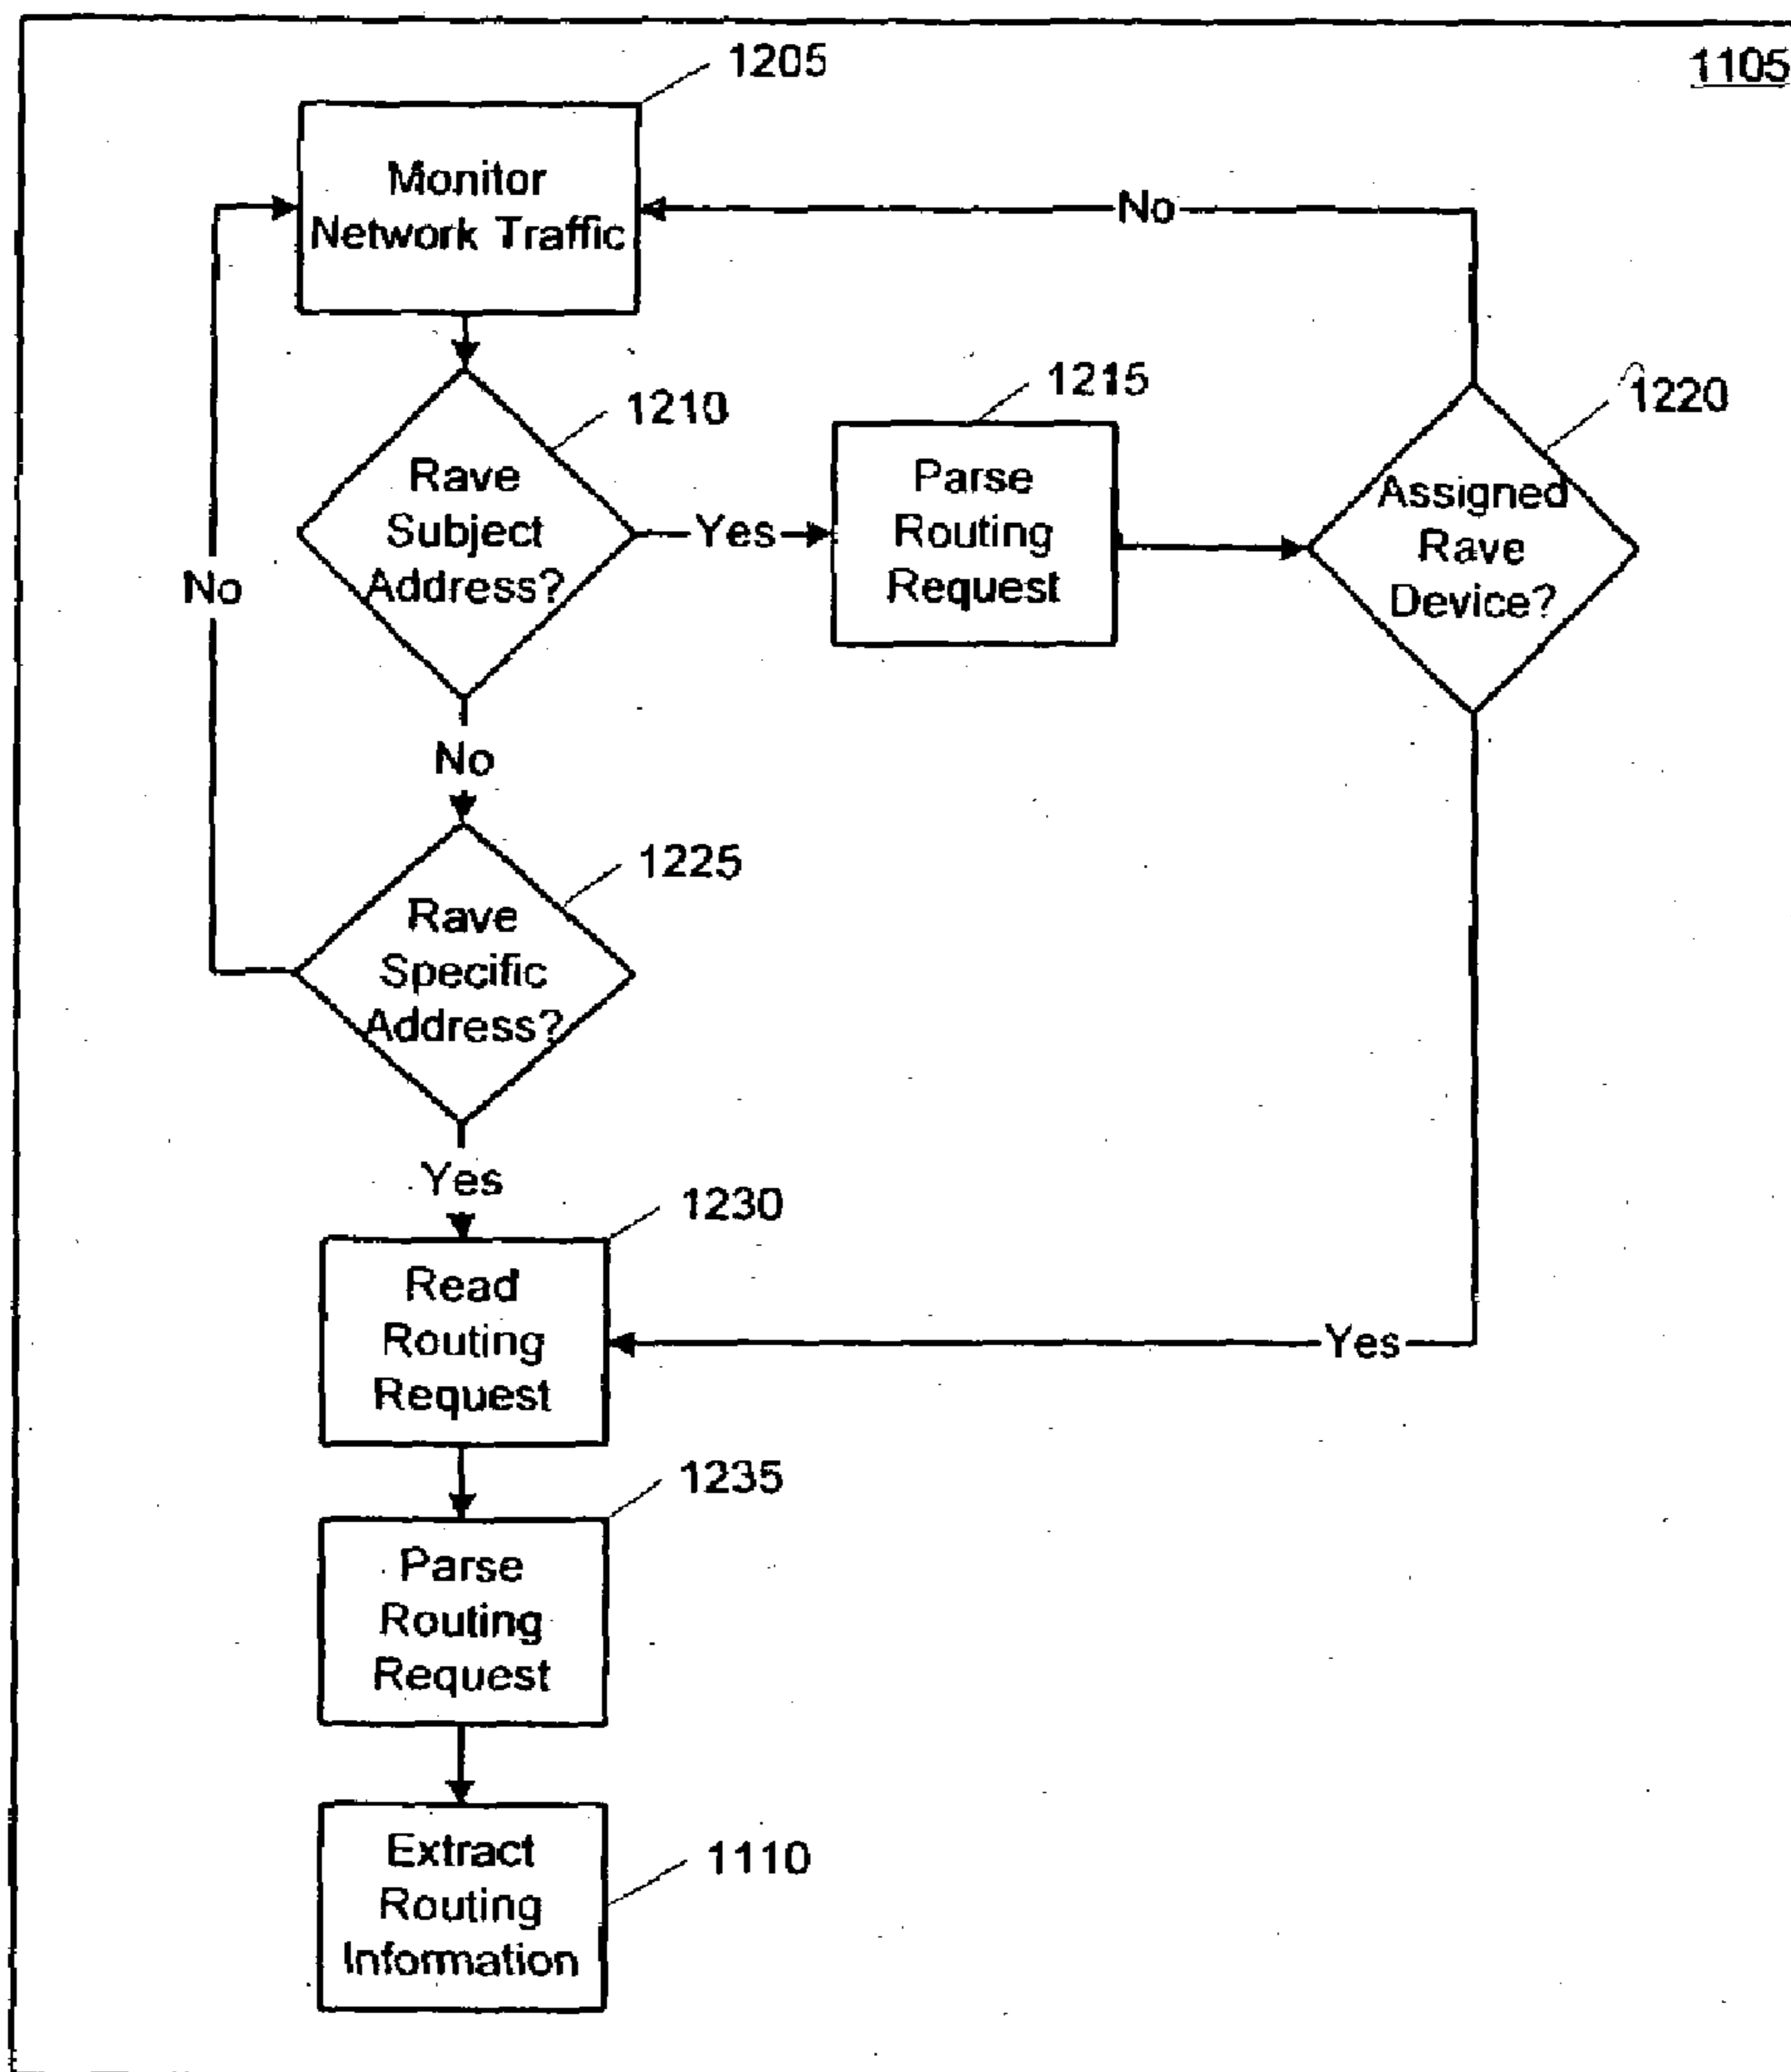 1105
1205
Monitor
Network Traffic
No
1210
Rave
Subject
Address?
Yes
1215
Parse
Routing
Request
1220
Assigned
Rave
Device?
No
No
1225
Rave
Specific
Address?
Yes
1230
Read
Routing
Request
Yes
1235
Parse
Routing
Request
1110
Extract
Routing
Information